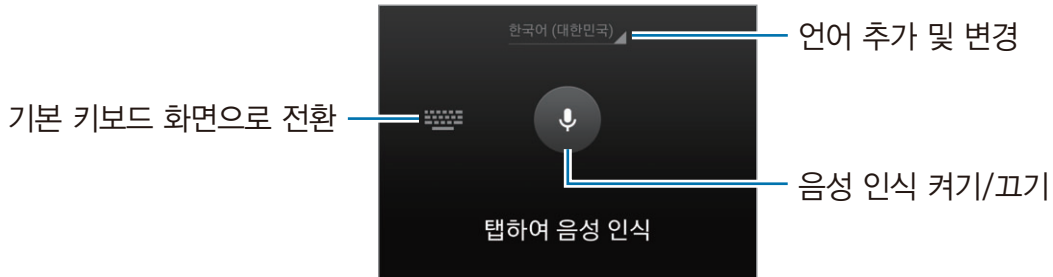 한국어 (대한민국)
언어 추가 및 변경
기본 키보드 화면으로 전환
음성 인식 켜기/끄기
탭하여 음성 인식